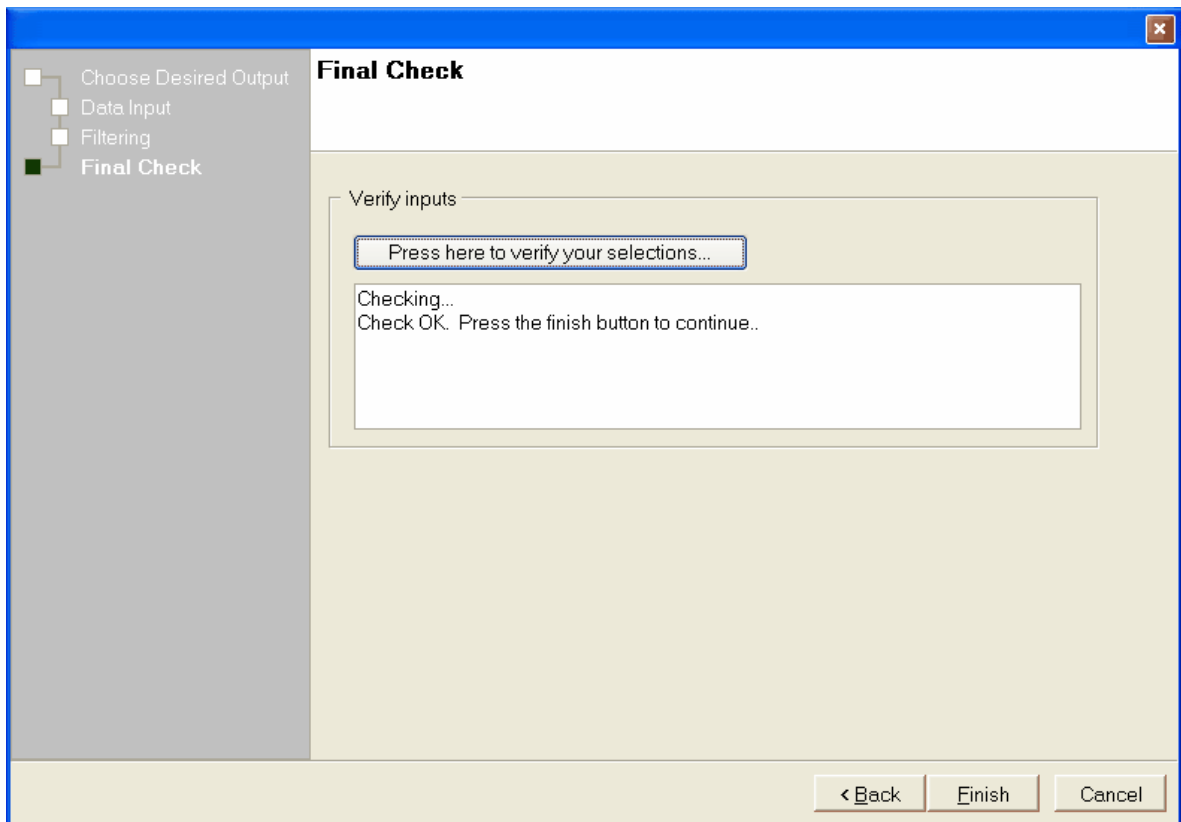 Choose Desired Output
Data Input
Filtering
Final Check
Final Check
Verify inputs
Press here to verify your selections...
Checking...
Check OK.  Press the finish button to continue..
< Back
Finish
Cancel